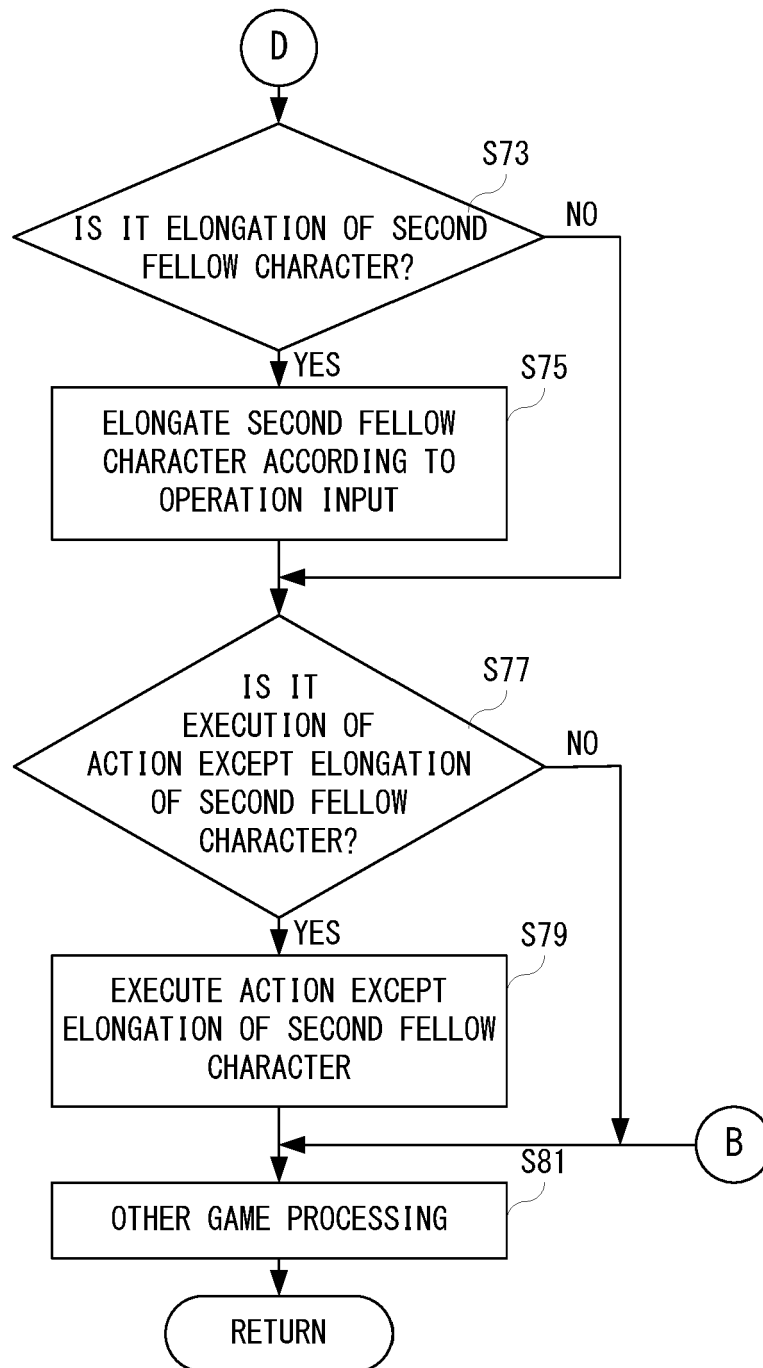 D
S73
IS IT ELONGATION OF SECOND
FELLOW CHARACTER?
NO
YES
S75
ELONGATE SECOND FELLOW
CHARACTER ACCORDING TO
OPERATION INPUT
S77
IS IT
EXECUTION OF
ACTION EXCEPT ELONGATION
OF SECOND FELLOW
CHARACTER?
NO
YES
S79
EXECUTE ACTION EXCEPT
ELONGATION OF SECOND FELLOW
CHARACTER
B
S81
OTHER GAME PROCESSING
RETURN